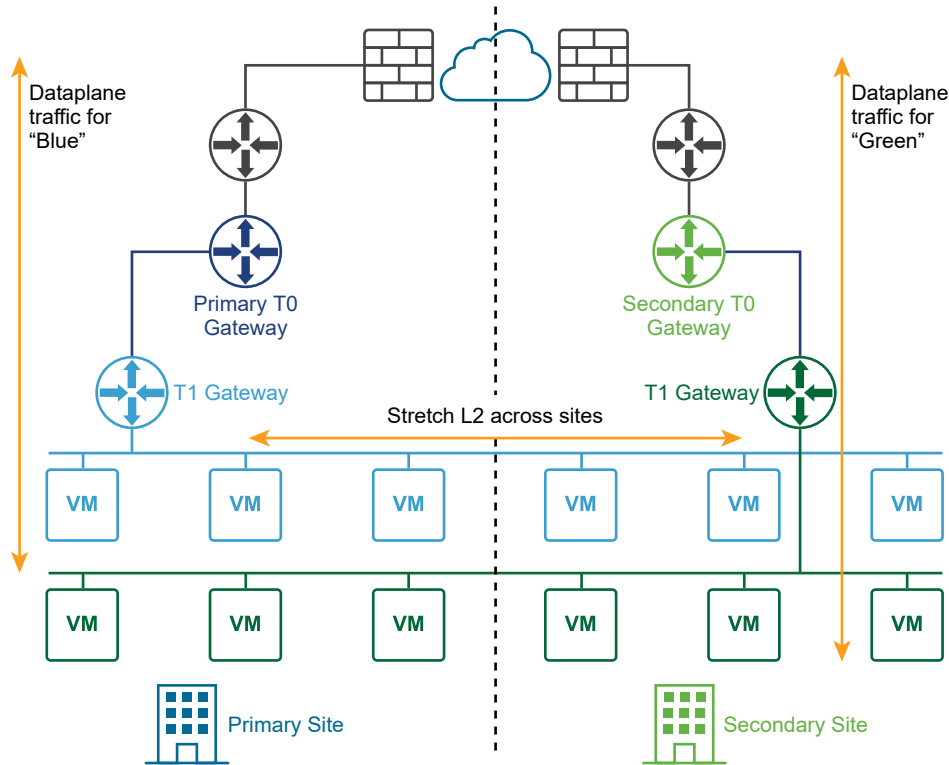 Dataplane
traffic for
“Blue”
Dataplane
traffic for
“Green”
Primary T0
Gateway
Secondary T0
Gateway
T1 Gateway
T1 Gateway
Stretch L2 across sites
VM VM VM VM VM VM
VM VM VM VM VM VM
Primary Site
Secondary Site